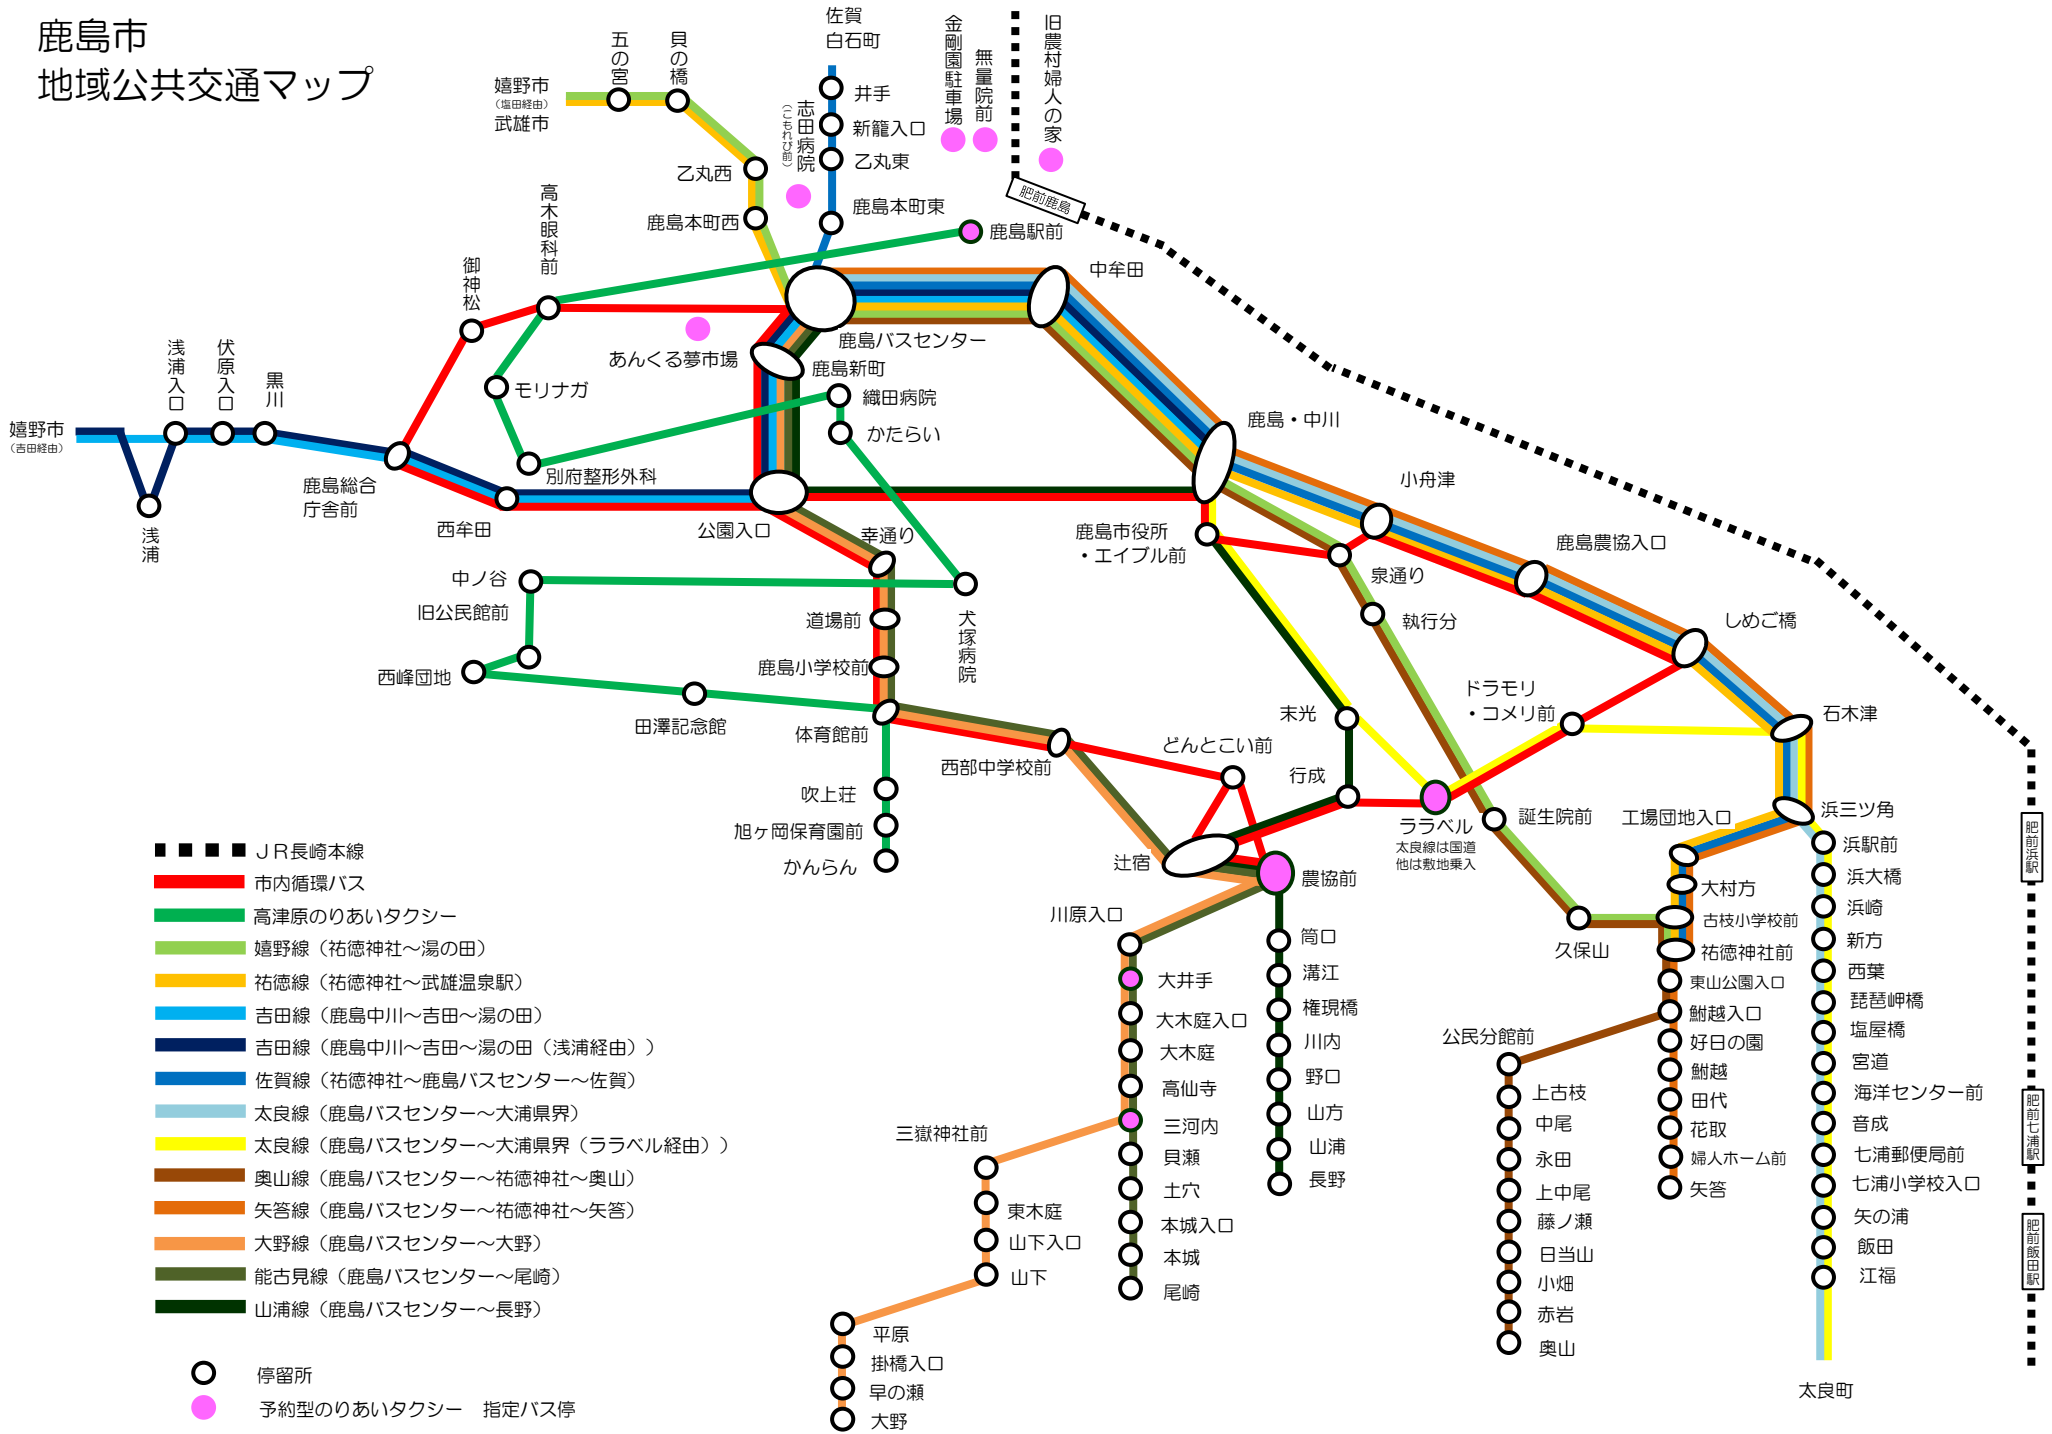 鹿島市
地域公共交通マップ
五の宮
貝の橋
嬉野市
（塩田経由）
武雄市
佐賀
白石町
井手
新籠入口
乙丸東
鹿島本町東
志田病院
（こもれび前）
金剛園駐車場
無量院前
旧農村婦人の家
肥前鹿島
乙丸西
鹿島本町西
鹿島駅前
高木眼科前
御神松
中牟田
鹿島バスセンター
あんくる夢市場
鹿島新町
浅浦入口
伏原入口
黒川
嬉野市
（吉田経由）
浅浦
鹿島総合
庁舎前
西牟田
モリナガ
別府整形外科
織田病院
かたらい
公園入口
幸通り
鹿島・中川
小舟津
鹿島市役所
・エイブル前
泉通り
鹿島農協入口
執行分
しめご橋
中ノ谷
旧公民館前
西峰団地
田澤記念館
道場前
鹿島小学校前
体育館前
犬塚病院
吹上荘
旭ヶ岡保育園前
かんらん
西部中学校前
どんとこい前
末光
行成
ドラモリ
・コメリ前
石木津
ララベル
太良線は国道
他は敷地乗入
誕生院前
工場団地入口
浜三ツ角
辻宿
農協前
川原入口
大井手
大木庭入口
大木庭
高仙寺
三河内
貝瀬
土穴
本城入口
本城
尾崎
三嶽神社前
東木庭
山下入口
山下
平原
掛橋入口
早の瀬
大野
筒口
溝江
権現橋
川内
野口
山方
山浦
長野
久保山
大村方
古枝小学校前
祐徳神社前
東山公園入口
鮒越入口
好日の園
鮒越
田代
花取
婦人ホーム前
矢答
公民分館前
上古枝
中尾
永田
上中尾
藤ノ瀬
日当山
小畑
赤岩
奥山
浜駅前
浜大橋
浜崎
新方
西葉
琵琶岬橋
塩屋橋
宮道
海洋センター前
音成
七浦郵便局前
七浦小学校入口
矢の浦
飯田
江福
太良町
肥前浜駅
肥前七浦駅
肥前飯田駅
ＪＲ長崎本線
市内循環バス
高津原のりあいタクシー
嬉野線（祐徳神社～湯の田）
祐徳線（祐徳神社～武雄温泉駅）
吉田線（鹿島中川～吉田～湯の田）
吉田線（鹿島中川～吉田～湯の田（浅浦経由））
佐賀線（祐徳神社～鹿島バスセンター～佐賀）
太良線（鹿島バスセンター～大浦県界）
太良線（鹿島バスセンター～大浦県界（ララベル経由））
奥山線（鹿島バスセンター～祐徳神社～奥山）
矢答線（鹿島バスセンター～祐徳神社～矢答）
大野線（鹿島バスセンター～大野）
能古見線（鹿島バスセンター～尾崎）
山浦線（鹿島バスセンター～長野）
停留所
予約型のりあいタクシー　指定バス停